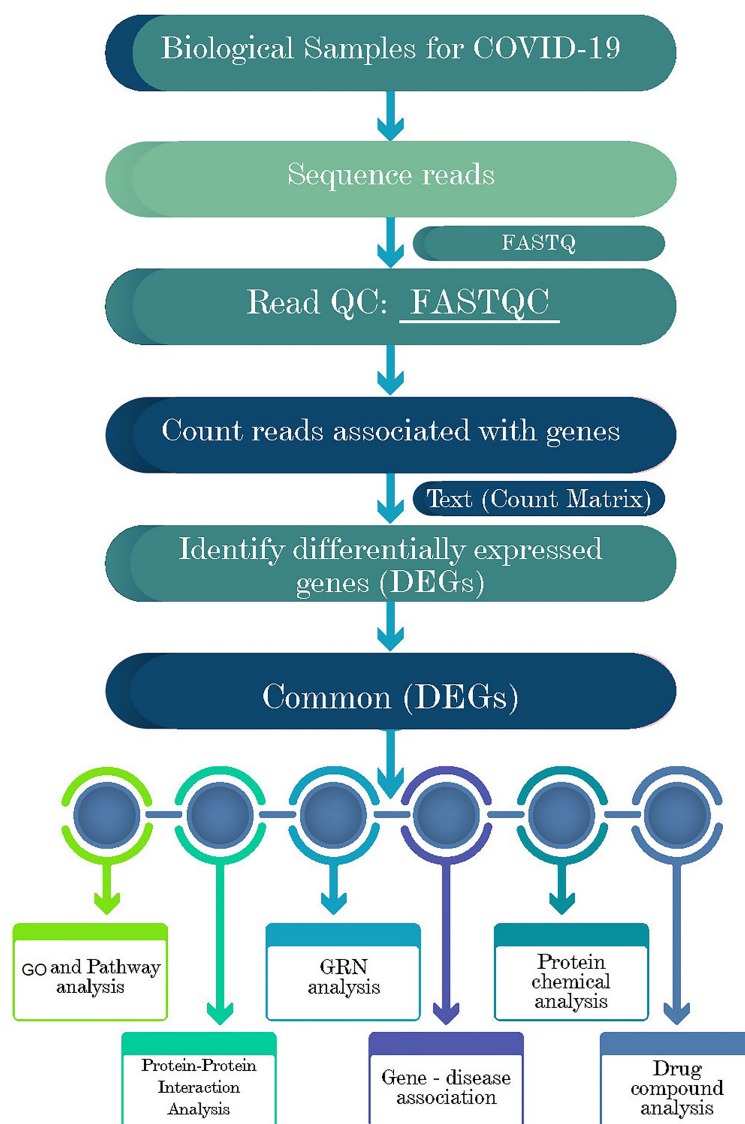 Biological Samples for COVID-19
Sequence reads
FASTQ
Read QC: FASTQC
Count reads associated with genes
Text (Count Matrix)
Identify differentially expressed
genes (DEGs)
Common (DEGs)
GO and Pathway
analysis
GRN
analysis
Protein
chemical
analysis
Protein-Protein
Interaction
Analysis
Gene - disease
association
Drug
compound
analysis